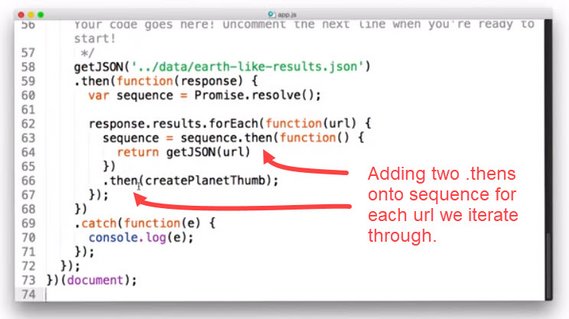 app.js
56 Your code goes here! Uncomment the next line when you're ready to
start!
57 */
58 getJSON('../data/earth-like-results.json')
59 .then(function(response) {
60 var sequence = Promise.resolve();
61
62 response.results.forEach(function(url) {
63 sequence = sequence.then(function() {
64 return getJSON(url)
65 })
66 .then(createPlanetThumb);
67 });
68 })
69 .catch(function(e) {
70 console.log(e);
71 });
72 });
73 })(document);
74
Adding two .thens
onto sequence for
each url we iterate
through.